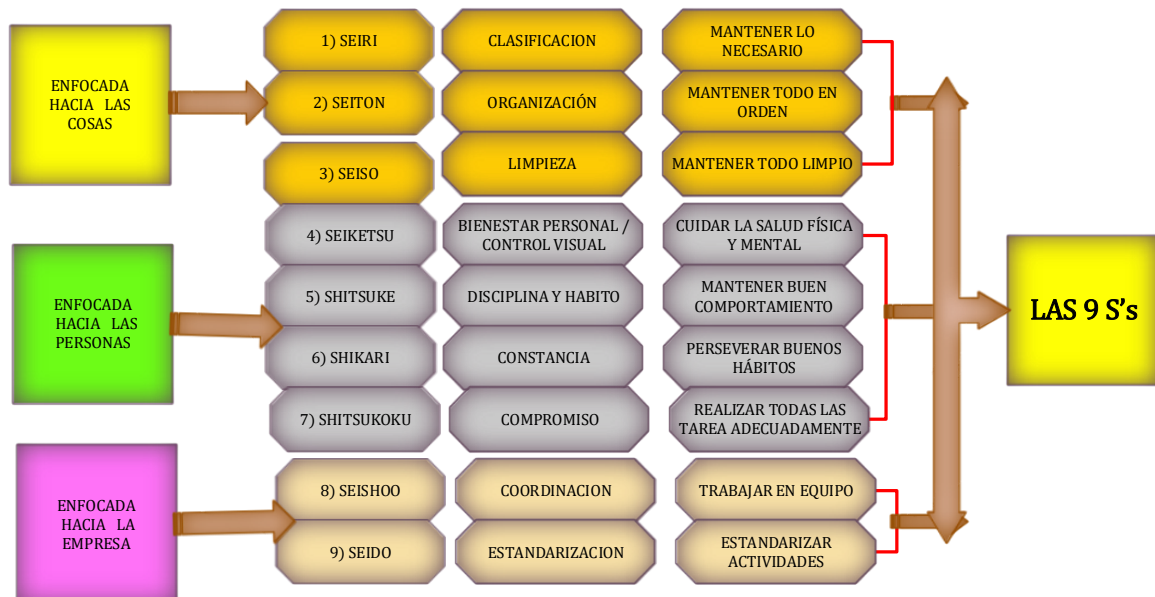 ENFOCADA
HACIA LAS
COSAS
1) SEIRI
CLASIFICACION
MANTENER LO
NECESARIO
2) SEITON
ORGANIZACIÓN
MANTENER TODO EN
ORDEN
3) SEISO
LIMPIEZA
MANTENER TODO LIMPIO
ENFOCADA
HACIA LAS
PERSONAS
4) SEIKETSU
BIENESTAR PERSONAL /
CONTROL VISUAL
CUIDAR LA SALUD FÍSICA
Y MENTAL
5) SHITSUKE
DISCIPLINA Y HABITO
MANTENER BUEN
COMPORTAMIENTO
6) SHIKARI
CONSTANCIA
PERSEVERAR BUENOS
HÁBITOS
7) SHITSUKOKU
COMPROMISO
REALIZAR TODAS LAS
TAREA ADECUADAMENTE
ENFOCADA
HACIA LA
EMPRESA
8) SEISHOO
COORDINACION
TRABAJAR EN EQUIPO
9) SEIDO
ESTANDARIZACION
ESTANDARIZAR
ACTIVIDADES
LAS 9 S's